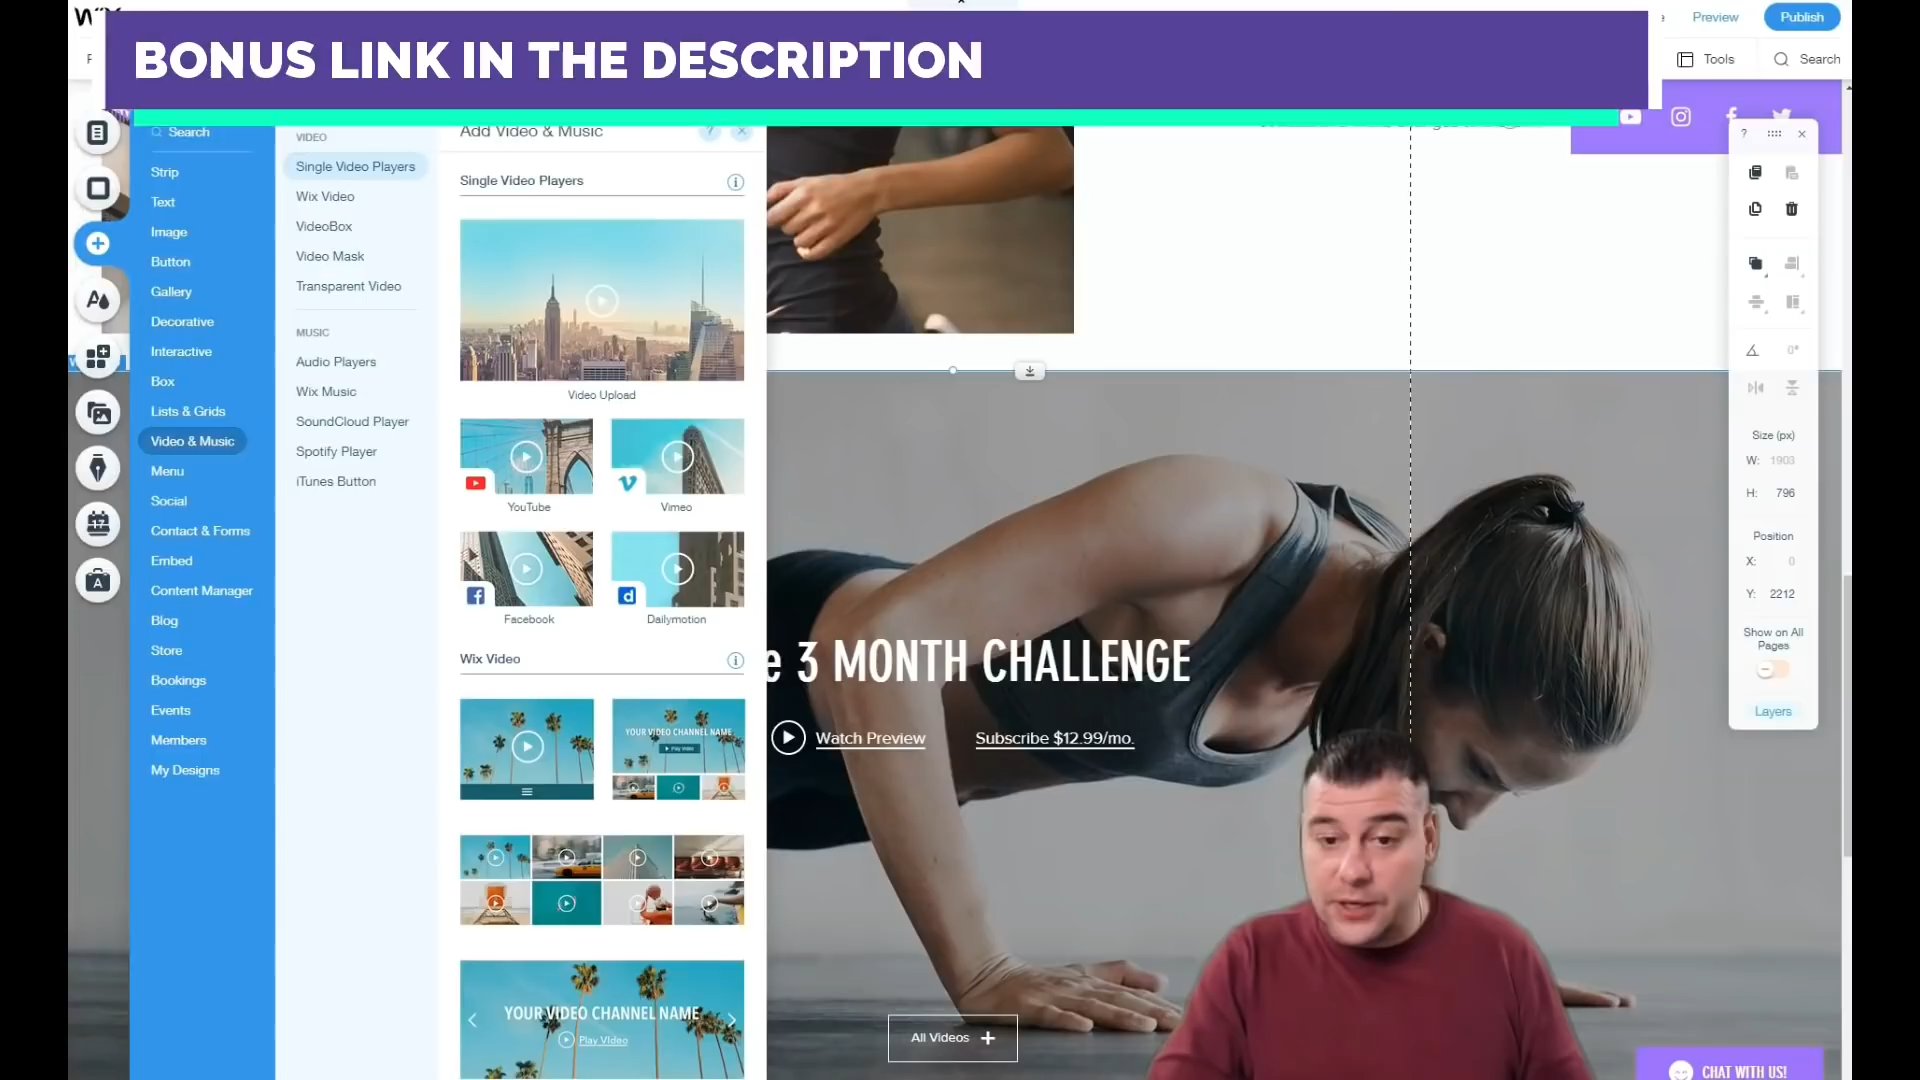 BONUS LINK IN THE DESCRIPTION
Preview
Publish
Tools
Search
Search
Strip
Text
Image
Button
Gallery
Decorative
Interactive
Box
Lists & Grids
Video & Music
Menu
Social
Contact & Forms
Embed
Content Manager
Blog
Store
Bookings
Events
Members
My Designs
VIDEO
Single Video Players
Wix Video
VideoBox
Video Mask
Transparent Video
MUSIC
Audio Players
Wix Music
SoundCloud Player
Spotify Player
iTunes Button
Add Video & Music
?
Single Video Players
Video Upload
YouTube
Vimeo
Facebook
Dailymotion
Wix Video
YOUR VIDEO CHANNEL NAME
Play Video
YOUR VIDEO CHANNEL NAME
Play Video
e 3 MONTH CHALLENGE
Watch Preview
Subscribe $12.99/mo.
All Videos +
?
0°
Size (px)
W: 1903
H: 796
Position
X: 0
Y: 2212
Show on All
Pages
Layers
CHAT WITH US!